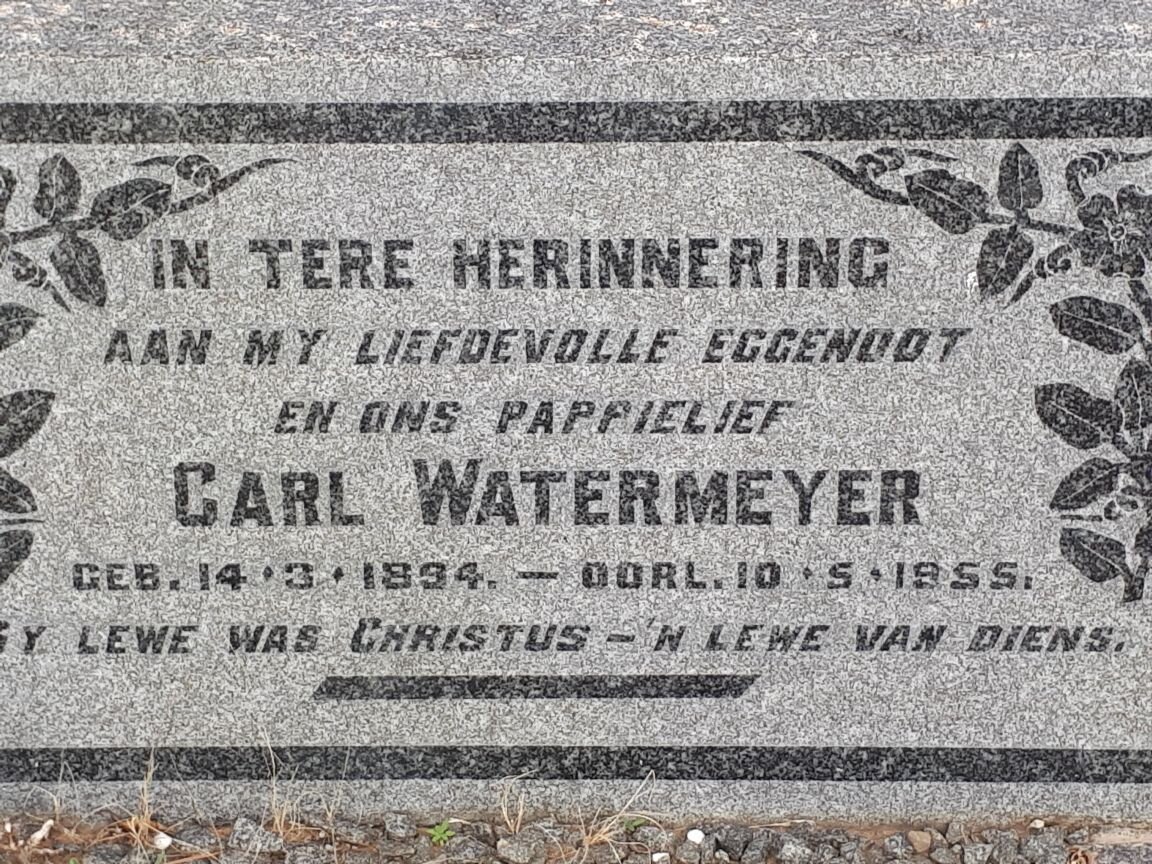 IN TERE HERINNERING
AAN MY LIEFDEVOLLE EGGENOOT
EN ONS PAPPIELIEF
CARL WATERMEYER
GEB. 14·3·1894. — OORL. 10·5·1955.
SY LEWE WAS CHRISTUS – 'N LEWE VAN DIENS.